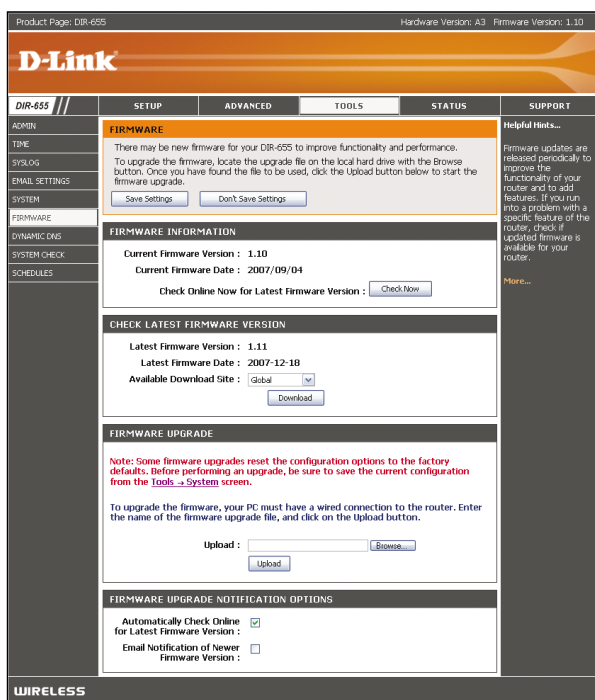 Product Page: DIR-655
Hardware Version: A3 Firmware Version: 1.10
D-Link
DIR-655
SETUP
ADVANCED
TOOLS
STATUS
SUPPORT
ADMIN
TIME
SYSLOG
EMAIL SETTINGS
SYSTEM
FIRMWARE
DYNAMIC DNS
SYSTEM CHECK
SCHEDULES
FIRMWARE
There may be new firmware for your DIR-655 to improve functionality and performance.
To upgrade the firmware, locate the upgrade file on the local hard drive with the Browse
button. Once you have found the file to be used, click the Upload button below to start the
firmware upgrade.
Save Settings
Don't Save Settings
FIRMWARE INFORMATION
Current Firmware Version : 1.10
Current Firmware Date : 2007/09/04
Check Online Now for Latest Firmware Version : Check Now
CHECK LATEST FIRMWARE VERSION
Latest Firmware Version : 1.11
Latest Firmware Date : 2007-12-18
Available Download Site : Global
Download
FIRMWARE UPGRADE
Note: Some firmware upgrades reset the configuration options to the factory
defaults. Before performing an upgrade, be sure to save the current configuration
from the Tools → System screen.
To upgrade the firmware, your PC must have a wired connection to the router. Enter
the name of the firmware upgrade file, and click on the Upload button.
Upload : Browse...
Upload
FIRMWARE UPGRADE NOTIFICATION OPTIONS
Automatically Check Online
for Latest Firmware Version :
Email Notification of Newer
Firmware Version :
Helpful Hints...
Firmware updates are
released periodically to
improve the
functionality of your
router and to add
features. If you run
into a problem with a
specific feature of the
router, check if
updated firmware is
available for your
router.
More...
WIRELESS